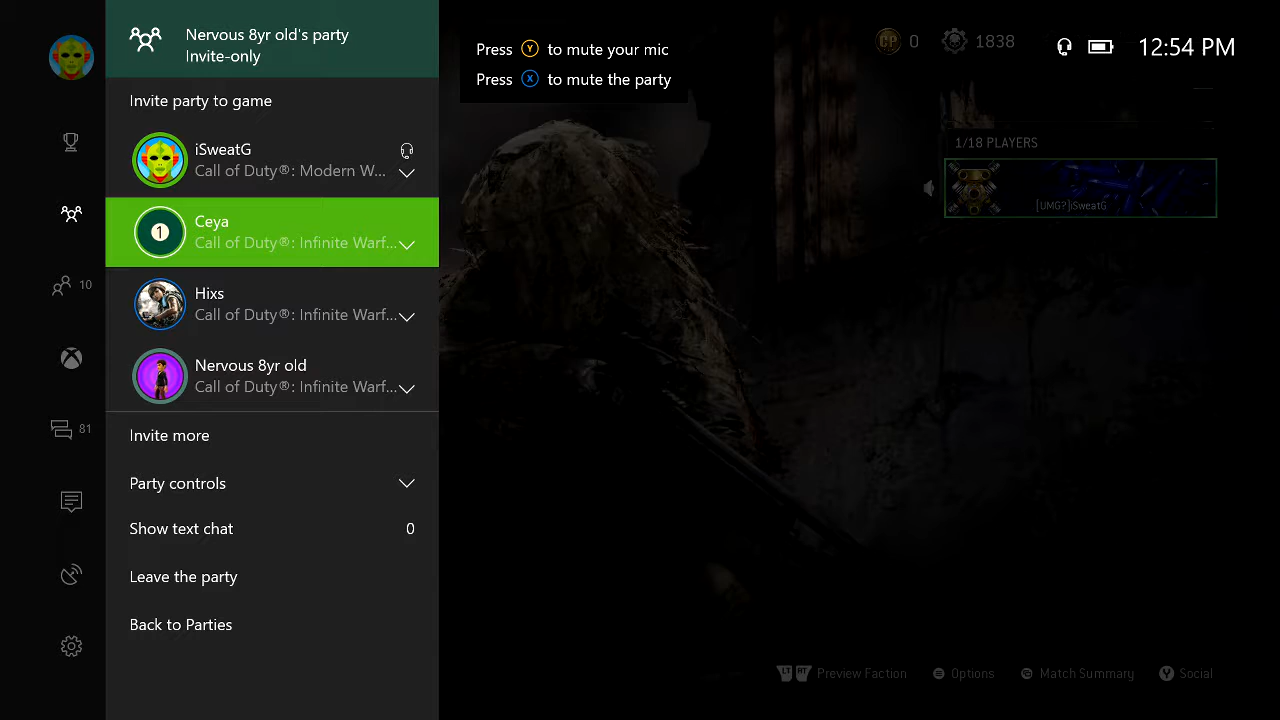 Nervous 8yr old's party
Invite-only
Invite party to game
iSweatG
Call of Duty®: Modern W...
1
Ceya
Call of Duty®: Infinite Warf...
Hixs
Call of Duty®: Infinite Warf...
Nervous 8yr old
Call of Duty®: Infinite Warf...
Invite more
Party controls
Show text chat 0
Leave the party
Back to Parties
10
81
Press Y to mute your mic
Press X to mute the party
CP 0 1838
12:54 PM
1/18 PLAYERS
[UMG?]iSweatG
LT RT Preview Faction Options Match Summary Y Social